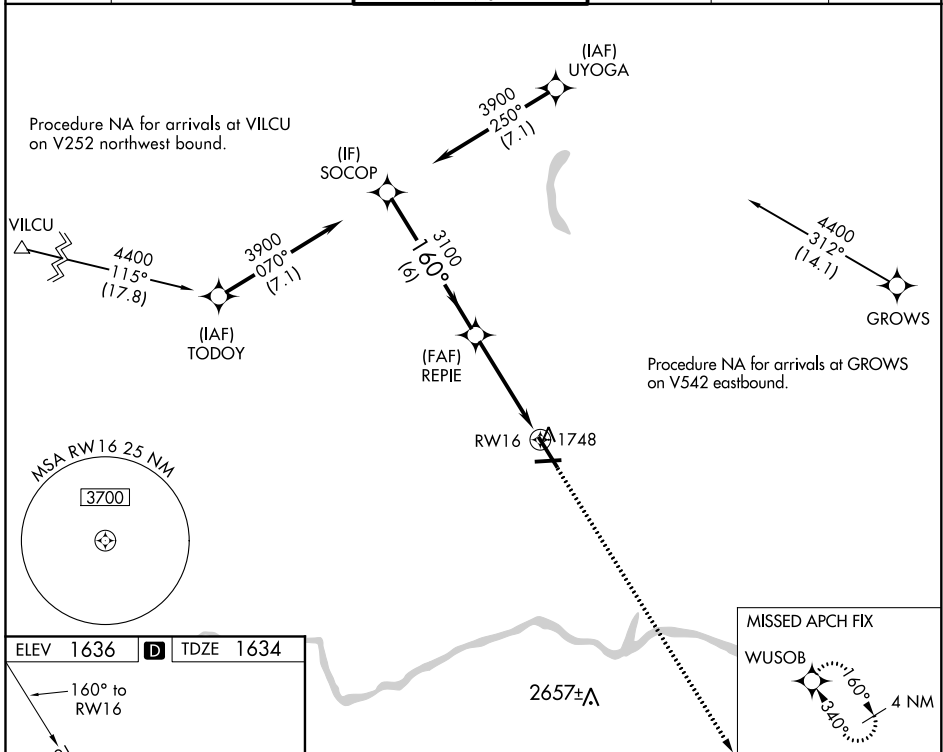 (IAF)
UYOGA
3900
250°
(7.1)
Procedure NA for arrivals at VILCU
on V252 northwest bound.
(IF)
SOCOP
VILCU
4400
115°
(17.8)
3900
070°
(7.1)
3100
160°
(6)
4400
312°
(14.1)
GROWS
(IAF)
TODOY
(FAF)
REPIE
Procedure NA for arrivals at GROWS
on V542 eastbound.
RW16
1748
MSA RW16 25 NM
3700
MISSED APCH FIX
WUSOB
160°
340°
4 NM
2657±
ELEV 1636 D TDZE 1634
160° to
RW16